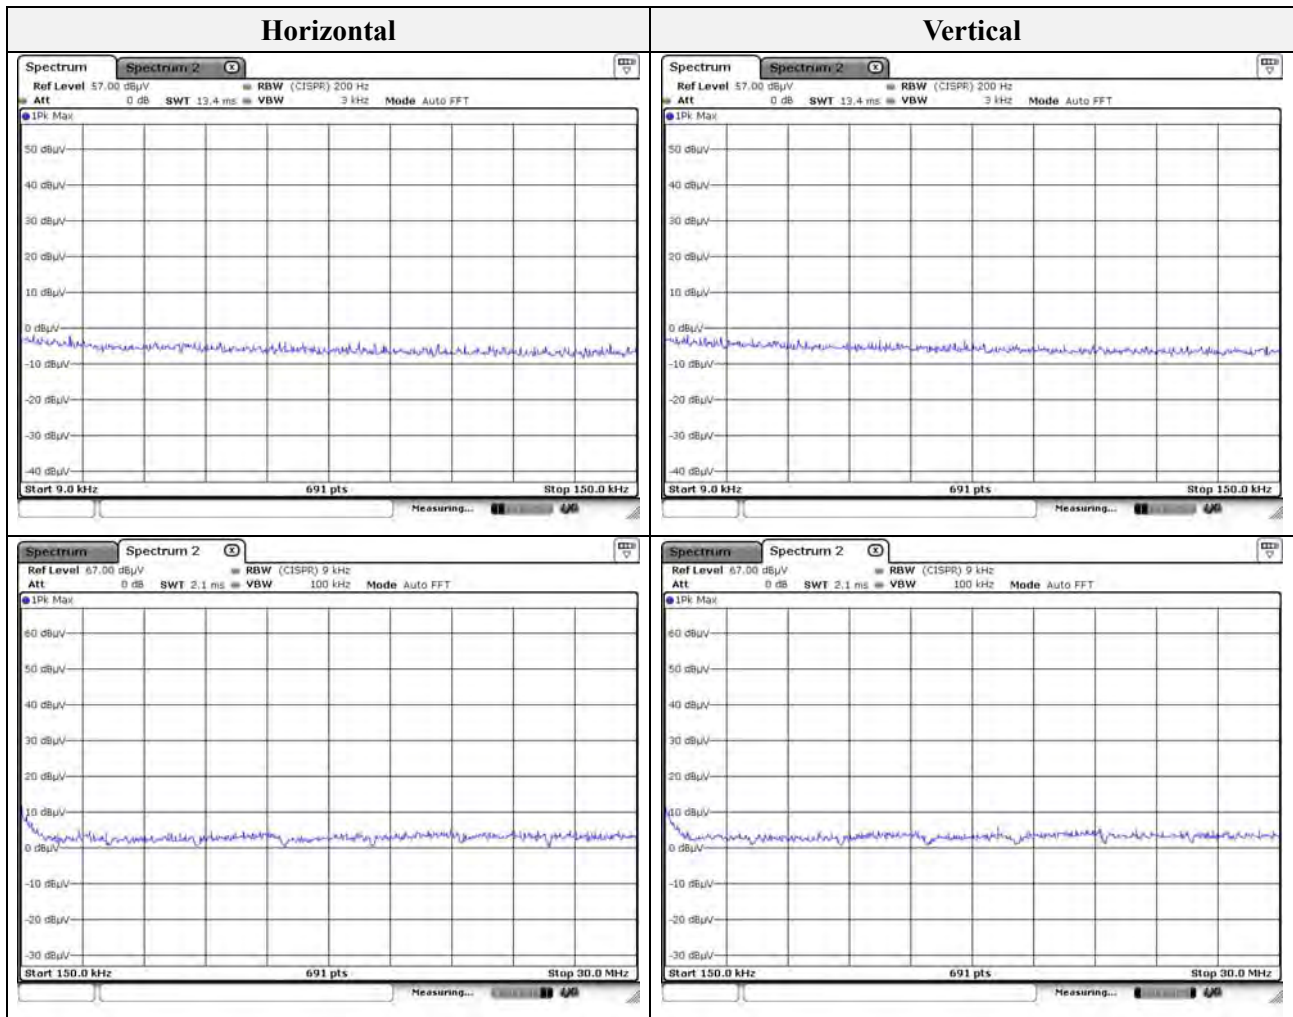 Horizontal
Vertical
Spectrum Spectrum 2 X
Ref Level 57.00 dBµV RBW (CISPR) 200 Hz
Att 0 dB SWT 13.4 ms VBW 3 kHz Mode Auto FFT
1Pk Max
50 dBµV
40 dBµV
30 dBµV
20 dBµV
10 dBµV
0 dBµV
-10 dBµV
-20 dBµV
-30 dBµV
-40 dBµV
Start 9.0 kHz 691 pts Stop 150.0 kHz
Measuring...
Spectrum Spectrum 2 X
Ref Level 57.00 dBµV RBW (CISPR) 200 Hz
Att 0 dB SWT 13.4 ms VBW 3 kHz Mode Auto FFT
1Pk Max
50 dBµV
40 dBµV
30 dBµV
20 dBµV
10 dBµV
0 dBµV
-10 dBµV
-20 dBµV
-30 dBµV
-40 dBµV
Start 9.0 kHz 691 pts Stop 150.0 kHz
Measuring...
Spectrum Spectrum 2 X
Ref Level 67.00 dBµV RBW (CISPR) 9 kHz
Att 0 dB SWT 2.1 ms VBW 100 kHz Mode Auto FFT
1Pk Max
60 dBµV
50 dBµV
40 dBµV
30 dBµV
20 dBµV
10 dBµV
0 dBµV
-10 dBµV
-20 dBµV
-30 dBµV
Start 150.0 kHz 691 pts Stop 30.0 MHz
Measuring...
Spectrum Spectrum 2 X
Ref Level 67.00 dBµV RBW (CISPR) 9 kHz
Att 0 dB SWT 2.1 ms VBW 100 kHz Mode Auto FFT
1Pk Max
60 dBµV
50 dBµV
40 dBµV
30 dBµV
20 dBµV
10 dBµV
0 dBµV
-10 dBµV
-20 dBµV
-30 dBµV
Start 150.0 kHz 691 pts Stop 30.0 MHz
Measuring...